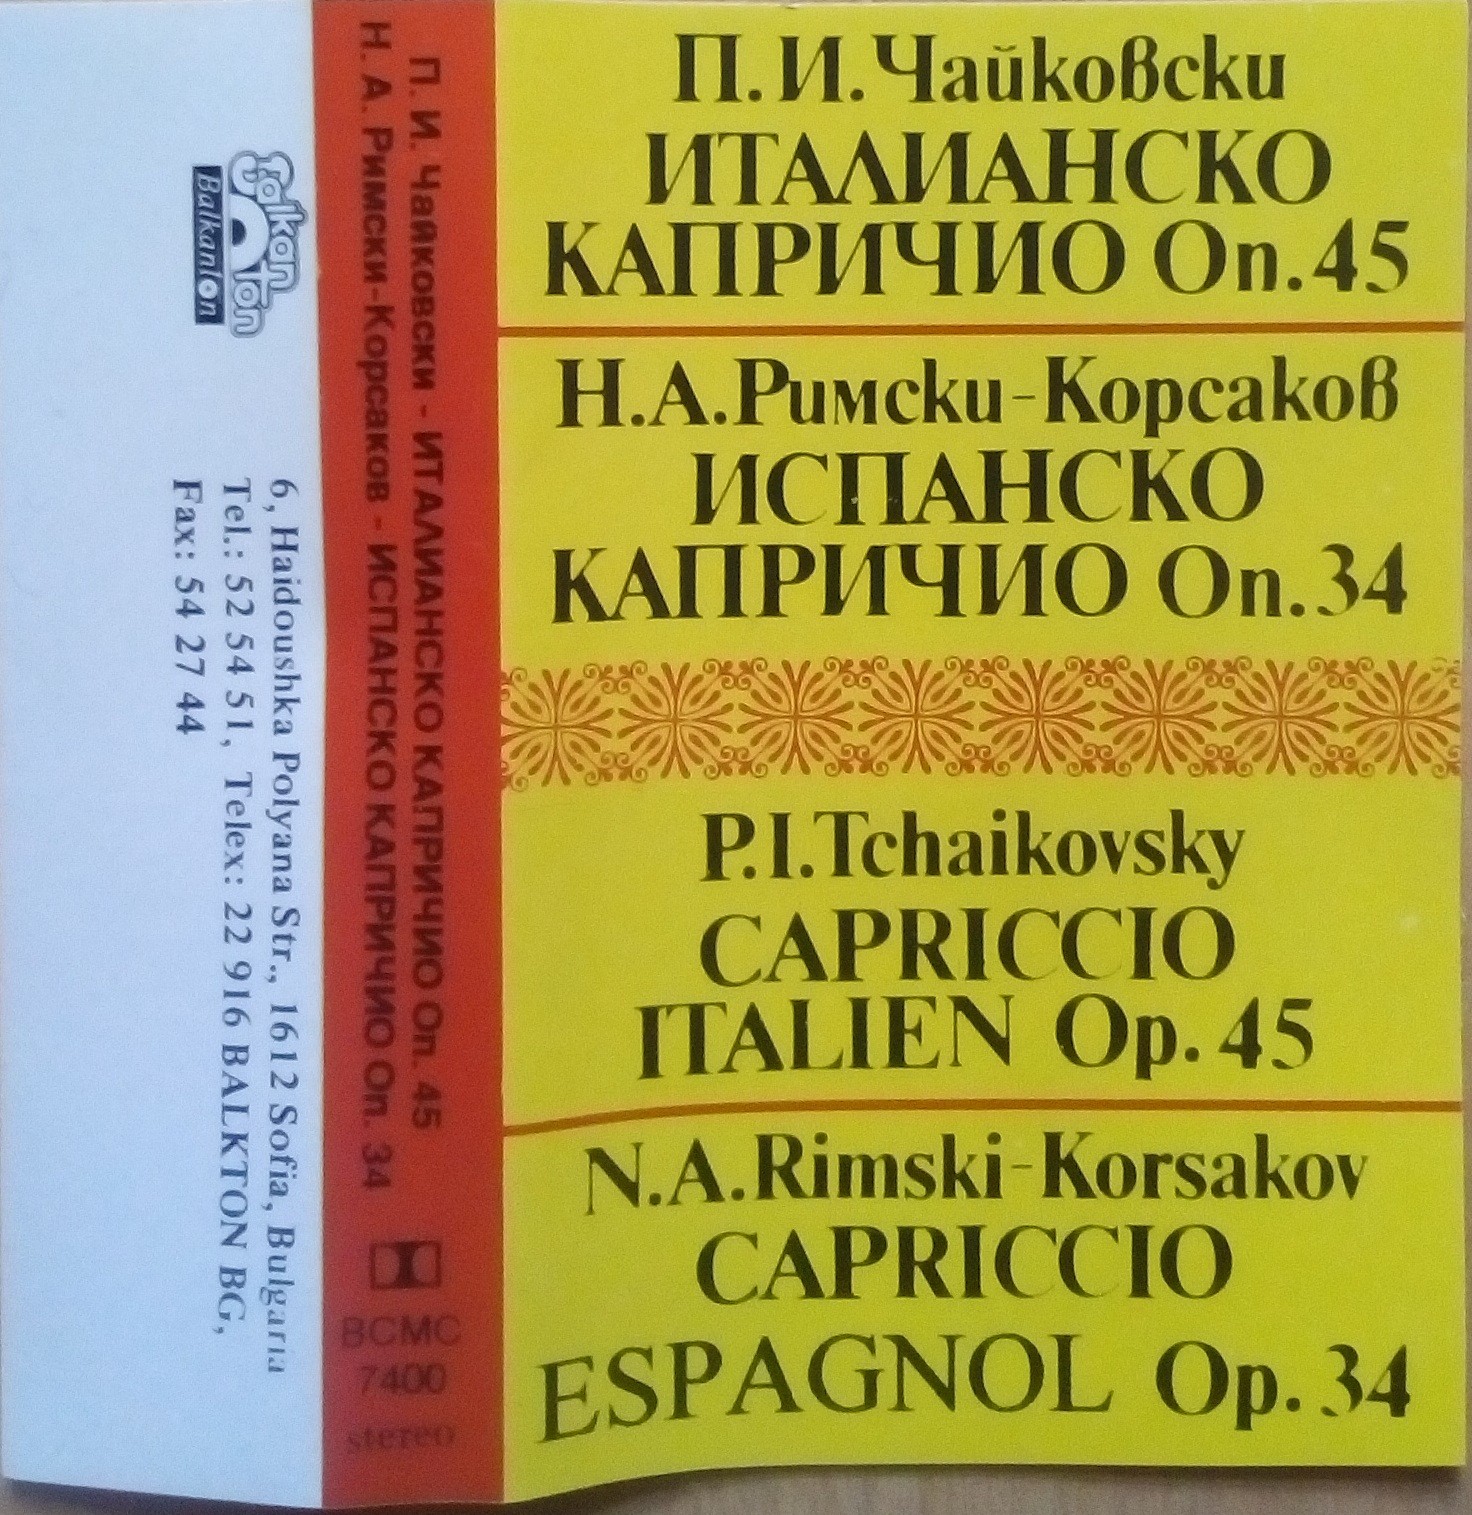 П.И.Чайковски
ИТАЛИАНСКО
КАПРИЧИО Оп.45
Н.А.Римски-Корсаков
ИСПАНСКО
КАПРИЧИО Оп.34
P.I.Tchaikovsky
CAPRICCIO
ITALIEN Op.45
N.A.Rimski-Korsakov
CAPRICCIO
ESPAGNOL Op.34
П. И. Чайковски - ИТАЛИАНСКО КАПРИЧИО Оп. 45
Н. А. Римски-Корсаков - ИСПАНСКО КАПРИЧИО Оп. 34
BCMC
7400
stereo
Balkanton
Balkanton
6, Haidoushka Polyana Str., 1612 Sofia, Bulgaria
Tel.: 52 54 51, Telex: 22 916 BALKTON BG,
Fax: 54 27 44